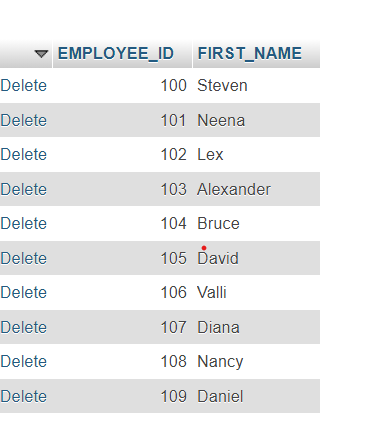 EMPLOYEE_ID FIRST_NAME
Delete 100 Steven
Delete 101 Neena
Delete 102 Lex
Delete 103 Alexander
Delete 104 Bruce
Delete 105 David
Delete 106 Valli
Delete 107 Diana
Delete 108 Nancy
Delete 109 Daniel